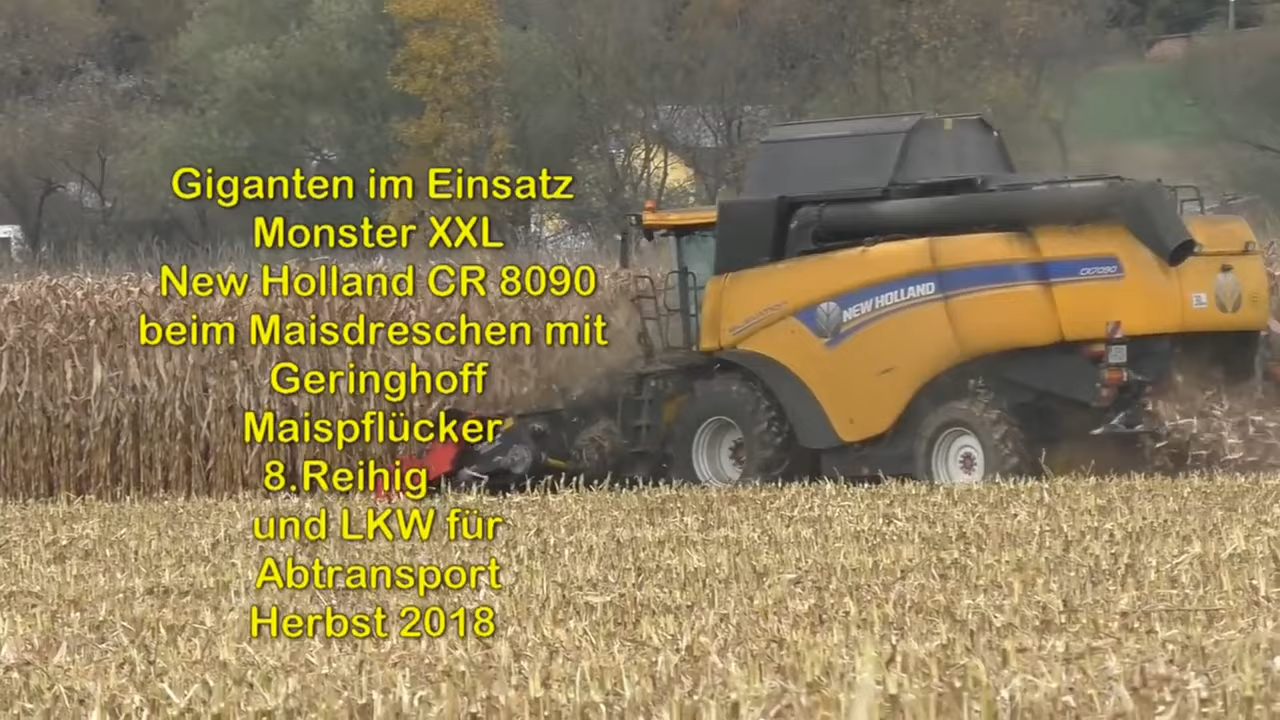 Giganten im Einsatz
Monster XXL
New Holland CR 8090
beim Maisdreschen mit
Geringhoff
Maispflücker
8.Reihig
und LKW für
Abtransport
Herbst 2018
NEW HOLLAND